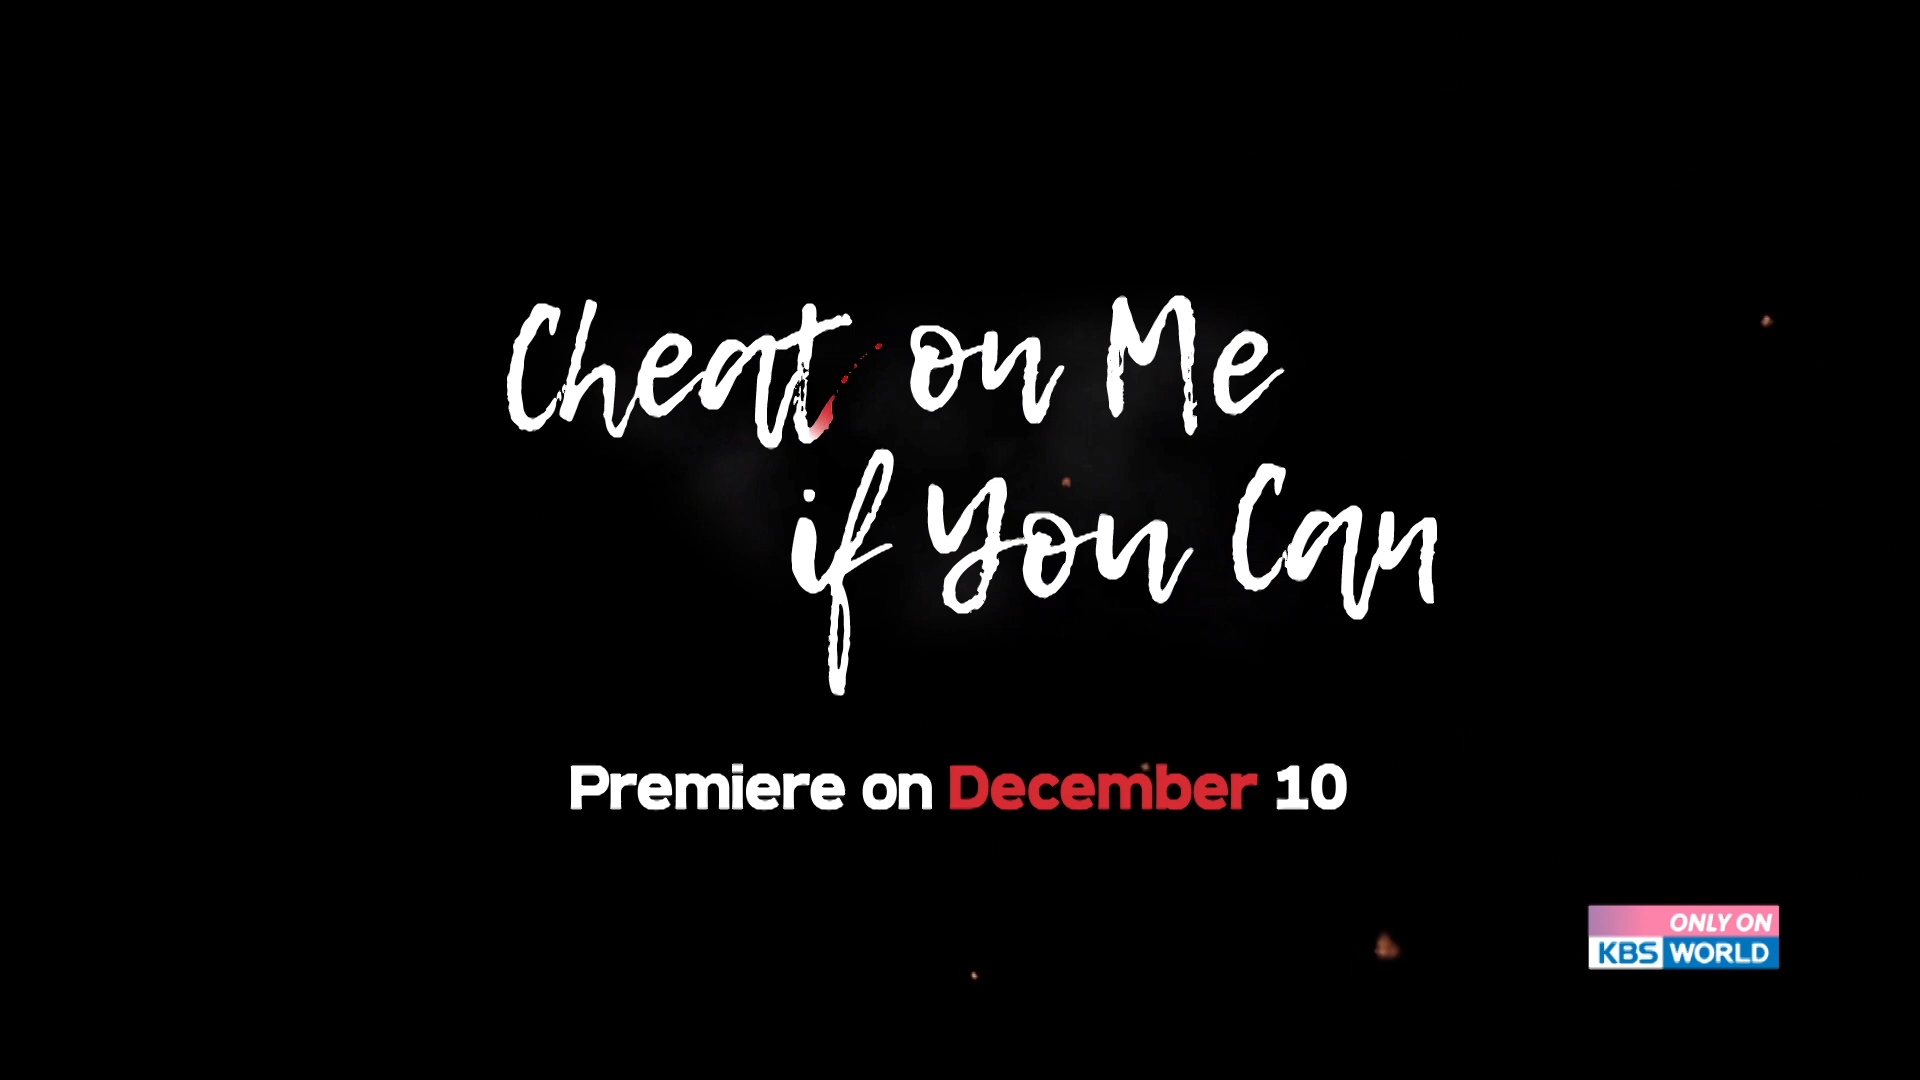 Cheat on Me
if You Can
Premiere on December 10
ONLY ON
KBS WORLD